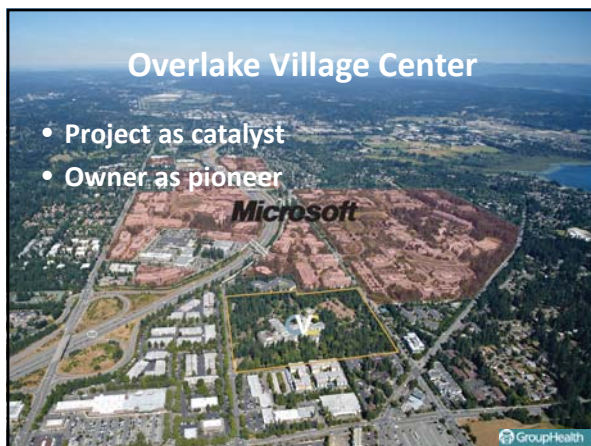 Overlake Village Center
• Project as catalyst
• Owner as pioneer
Microsoft
GroupHealth